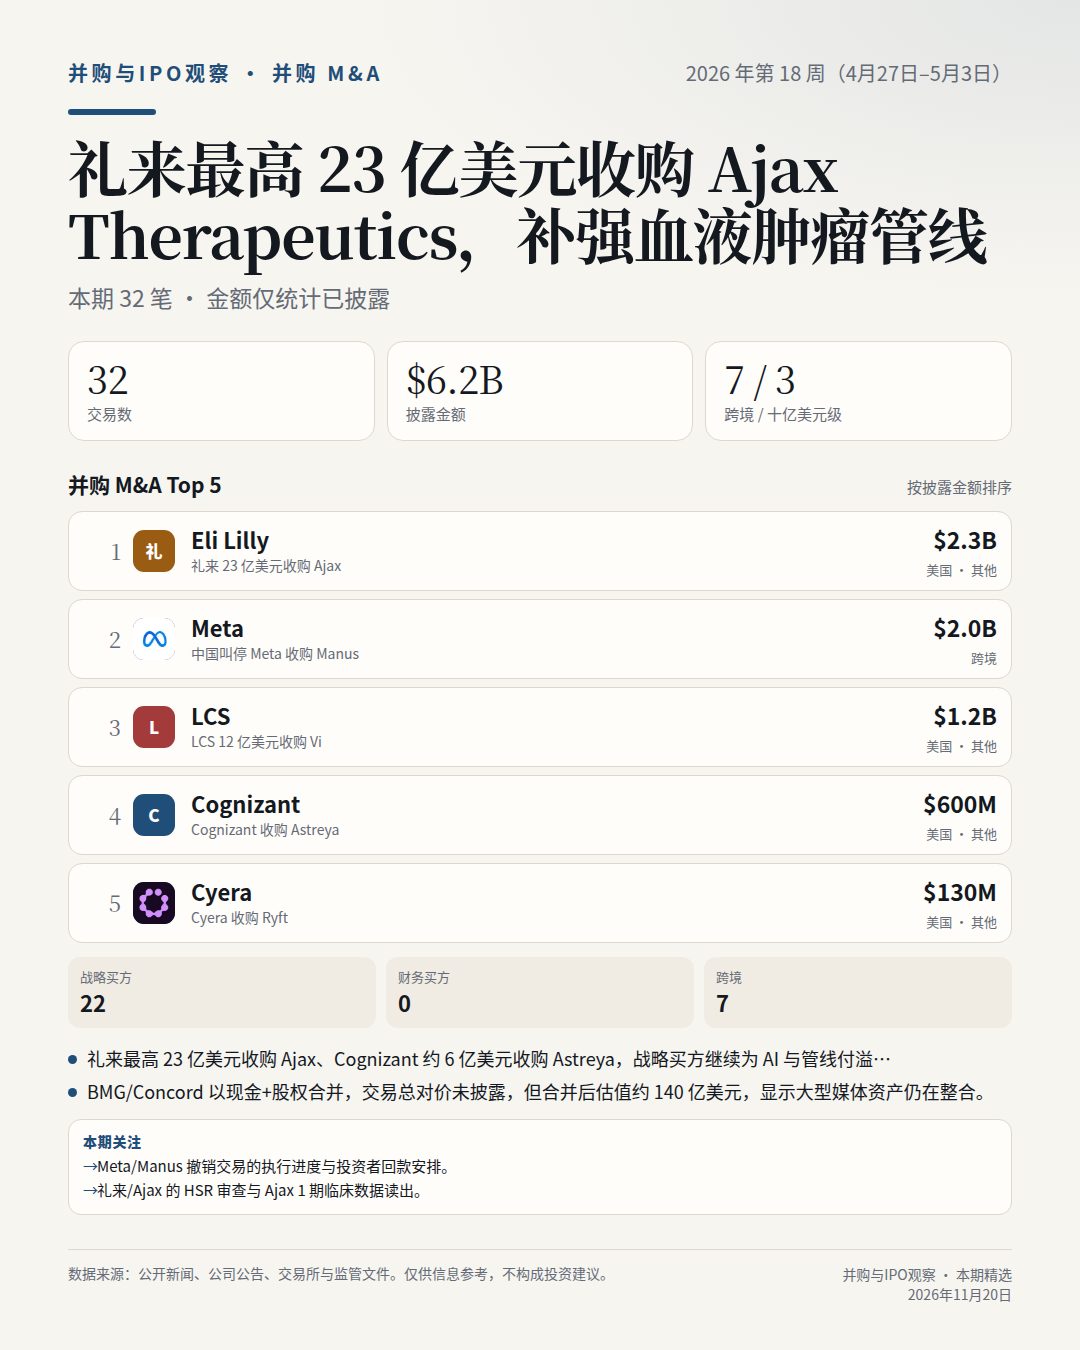 并购与IPO观察 · 并购 M&A
2026 年第 18 周（4月27日–5月3日）
礼来最高 23 亿美元收购 Ajax
Therapeutics，补强血液肿瘤管线
本期 32 笔 · 金额仅统计已披露
32
交易数
$6.2B
披露金额
7 / 3
跨境 / 十亿美元级
并购 M&A Top 5
按披露金额排序
1
礼
Eli Lilly
礼来 23 亿美元收购 Ajax
$2.3B
美国 · 其他
2
Meta
中国叫停 Meta 收购 Manus
$2.0B
跨境
3
L
LCS
LCS 12 亿美元收购 Vi
$1.2B
美国 · 其他
4
C
Cognizant
Cognizant 收购 Astreya
$600M
美国 · 其他
5
Cyera
Cyera 收购 Ryft
$130M
美国 · 其他
战略买方
22
财务买方
0
跨境
7
礼来最高 23 亿美元收购 Ajax、Cognizant 约 6 亿美元收购 Astreya，战略买方继续为 AI 与管线付溢…
BMG/Concord 以现金+股权合并，交易总对价未披露，但合并后估值约 140 亿美元，显示大型媒体资产仍在整合。
本期关注
→Meta/Manus 撤销交易的执行进度与投资者回款安排。
→礼来/Ajax 的 HSR 审查与 Ajax 1 期临床数据读出。
数据来源：公开新闻、公司公告、交易所与监管文件。仅供信息参考，不构成投资建议。
并购与IPO观察 · 本期精选
2026年11月20日